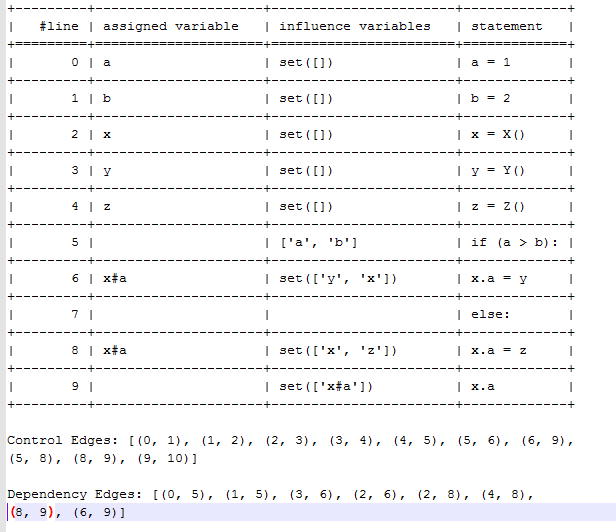 #line | assigned variable | influence variables | statement |
| 0 | a | set([]) | a = 1 |
| 1 | b | set([]) | b = 2 |
| 2 | x | set([]) | x = X() |
| 3 | y | set([]) | y = Y() |
| 4 | z | set([]) | z = Z() |
| 5 | | ['a', 'b'] | if (a > b): |
| 6 | x#a | set(['y', 'x']) | x.a = y |
| 7 | | | else: |
| 8 | x#a | set(['x', 'z']) | x.a = z |
| 9 | | set(['x#a']) | x.a |
Control Edges: [(0, 1), (1, 2), (2, 3), (3, 4), (4, 5), (5, 6), (6, 9),
(5, 8), (8, 9), (9, 10)]
Dependency Edges: [(0, 5), (1, 5), (3, 6), (2, 6), (2, 8), (4, 8),
(8, 9), (6, 9)]